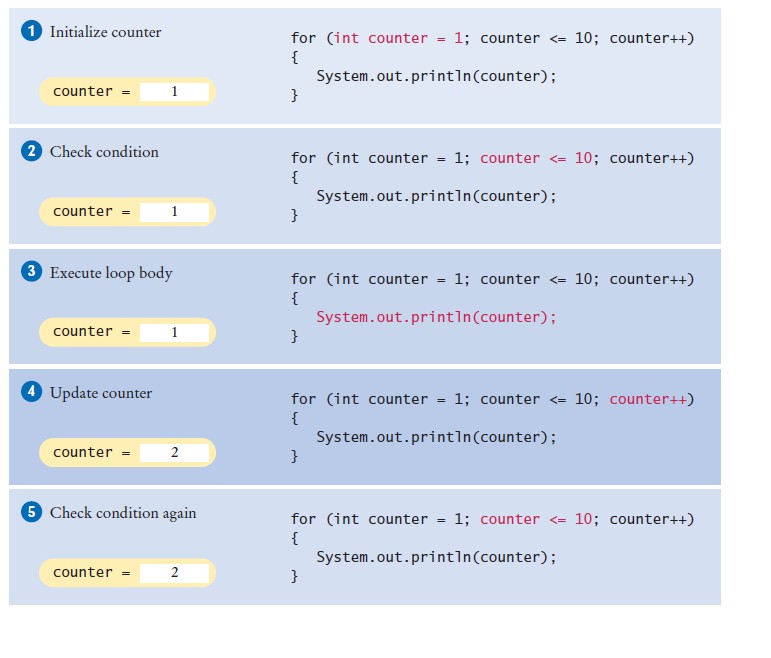 1 Initialize counter
for (int counter = 1; counter <= 10; counter++)
{
System.out.println(counter);
}
counter = 1
2 Check condition
for (int counter = 1; counter <= 10; counter++)
{
System.out.println(counter);
}
counter = 1
3 Execute loop body
for (int counter = 1; counter <= 10; counter++)
{
System.out.println(counter);
}
counter = 1
4 Update counter
for (int counter = 1; counter <= 10; counter++)
{
System.out.println(counter);
}
counter = 2
5 Check condition again
for (int counter = 1; counter <= 10; counter++)
{
System.out.println(counter);
}
counter = 2